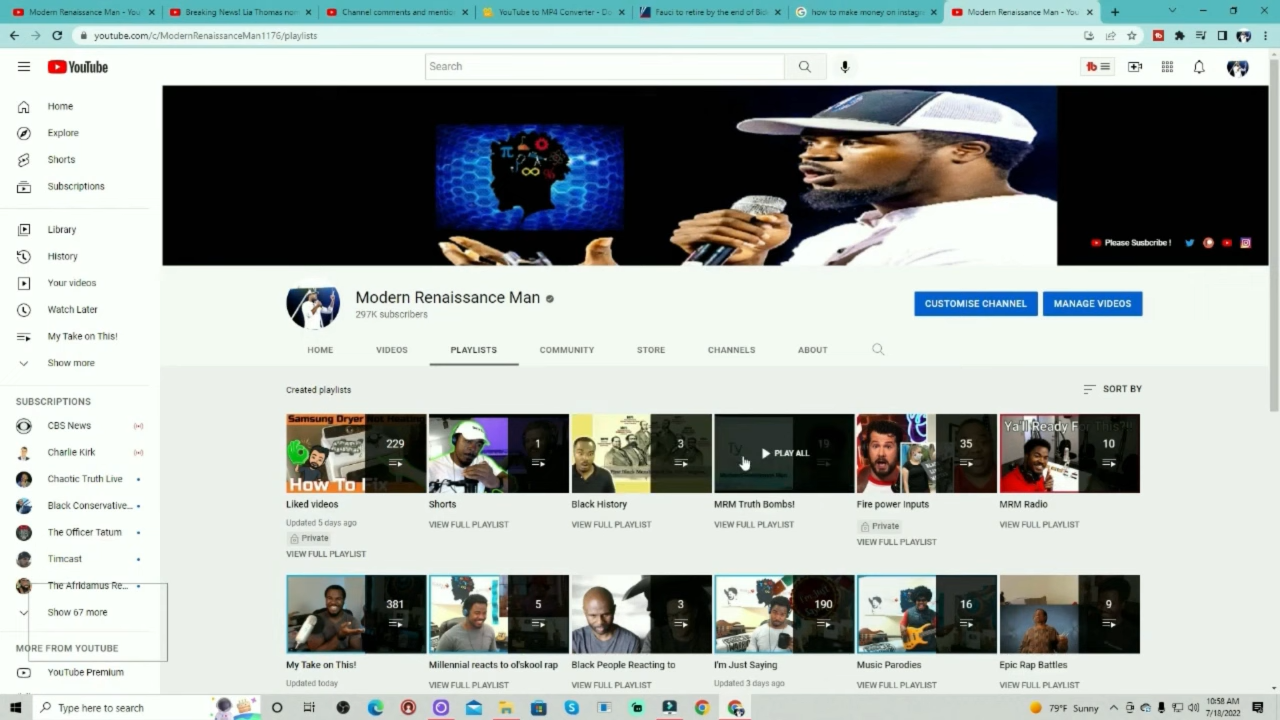 Modern Renaissance Man - You
Breaking News! Lia Thomas no
Channel comments and mentio
YouTube to MP4 Converter - Do
Fauci to retire by the end of Bid
how to make money on instagr
Modern Renaissance Man - You
youtube.com/c/ModernRenaissanceMan1176/playlists
YouTube
Search
Home
Explore
Shorts
Subscriptions
Library
History
Your videos
Watch Later
My Take on This!
Show more
SUBSCRIPTIONS
CBS News
Charlie Kirk
Chaotic Truth Live
Black Conservative...
The Officer Tatum
Timcast
The Afridamus Re...
Show 67 more
MORE FROM YOUTUBE
YouTube Premium
Please Susbcribe !
Modern Renaissance Man
297K subscribers
CUSTOMISE CHANNEL
MANAGE VIDEOS
HOME
VIDEOS
PLAYLISTS
COMMUNITY
STORE
CHANNELS
ABOUT
Created playlists
SORT BY
Samsung Dryer Not Heating
How To Fix
229
1
3
Ty
19
PLAY ALL
35
Ya'll Ready For This?!!
10
Liked videos
Updated 5 days ago
Private
VIEW FULL PLAYLIST
Shorts
VIEW FULL PLAYLIST
Black History
VIEW FULL PLAYLIST
MRM Truth Bombs!
VIEW FULL PLAYLIST
Fire power Inputs
Private
VIEW FULL PLAYLIST
MRM Radio
VIEW FULL PLAYLIST
381
5
3
190
16
9
My Take on This!
Updated today
Millennial reacts to ol'skool rap
VIEW FULL PLAYLIST
Black People Reacting to
VIEW FULL PLAYLIST
I'm Just Saying
Updated 3 days ago
Music Parodies
VIEW FULL PLAYLIST
Epic Rap Battles
VIEW FULL PLAYLIST
Type here to search
79°F Sunny
10:58 AM
7/18/2022